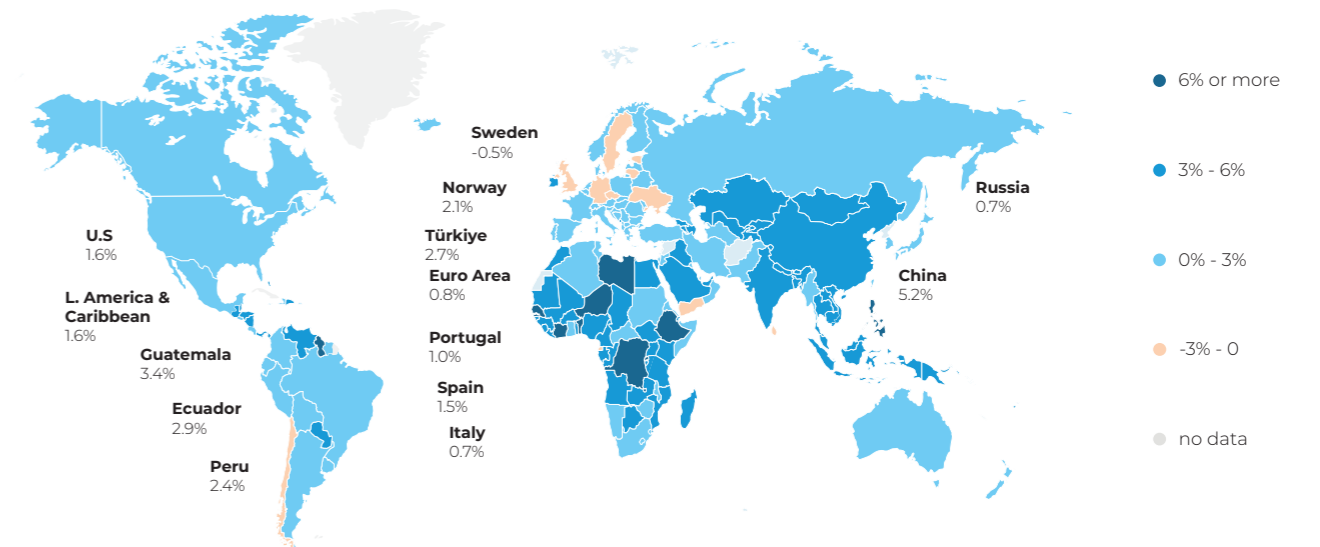 Sweden
-0.5%
Norway
2.1%
U.S
1.6%
Türkiye
2.7%
Euro Area
0.8%
L. America &
Caribbean
1.6%
Portugal
1.0%
Guatemala
3.4%
Spain
1.5%
Ecuador
2.9%
Italy
0.7%
Peru
2.4%
Russia
0.7%
China
5.2%
6% or more
3% - 6%
0% - 3%
-3% - 0
no data